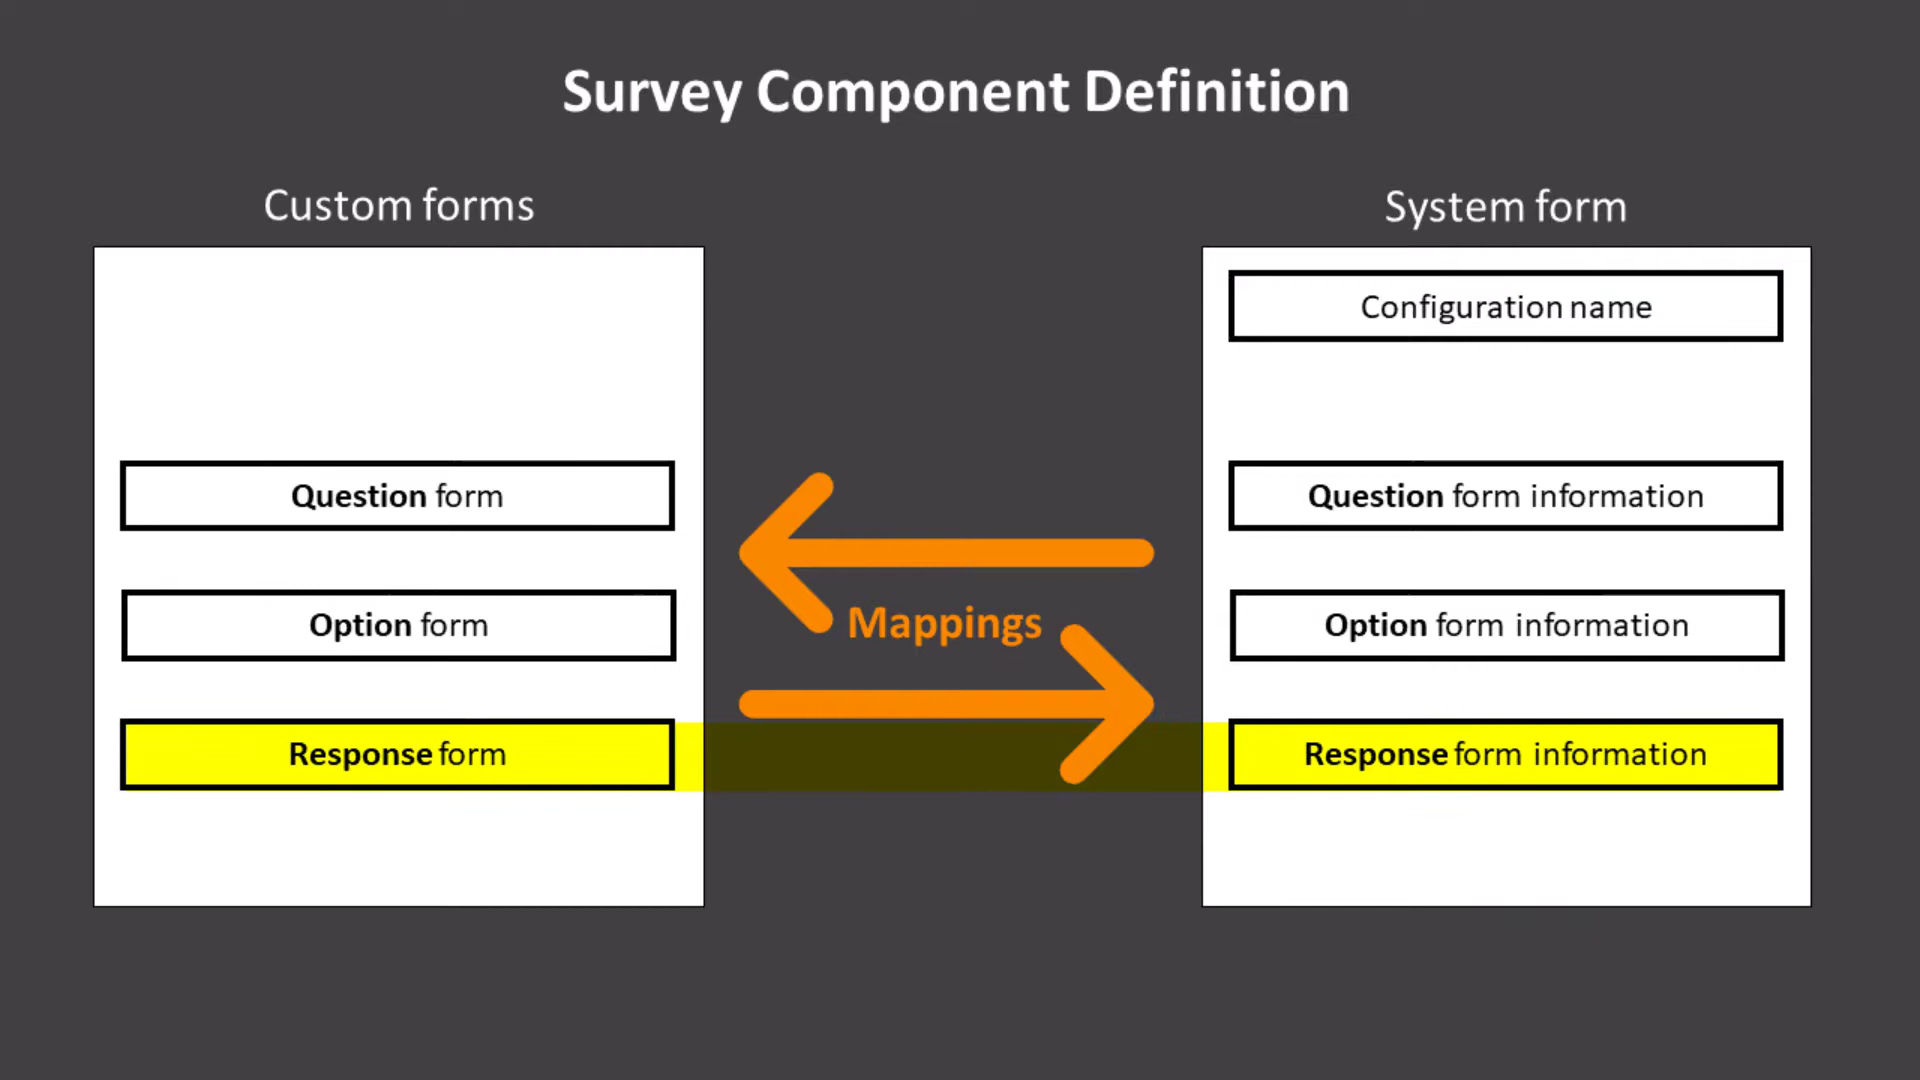 Survey Component Definition
Custom forms
System form
Configuration name
Question form
Question form information
Option form
Mappings
Option form information
Response form
Response form information